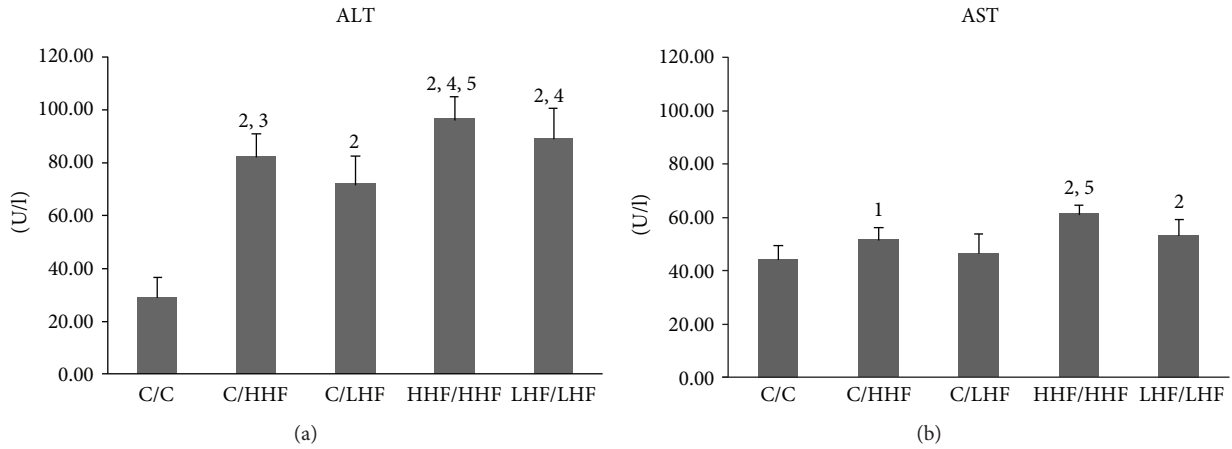 ALT
120.00
100.00
80.00
60.00
40.00
20.00
0.00
(U/l)
2, 3
2
2, 4, 5
2, 4
C/C C/HHF C/LHF HHF/HHF LHF/LHF
(a)
AST
120.00
100.00
80.00
60.00
40.00
20.00
0.00
(U/l)
1
2, 5
2
C/C C/HHF C/LHF HHF/HHF LHF/LHF
(b)